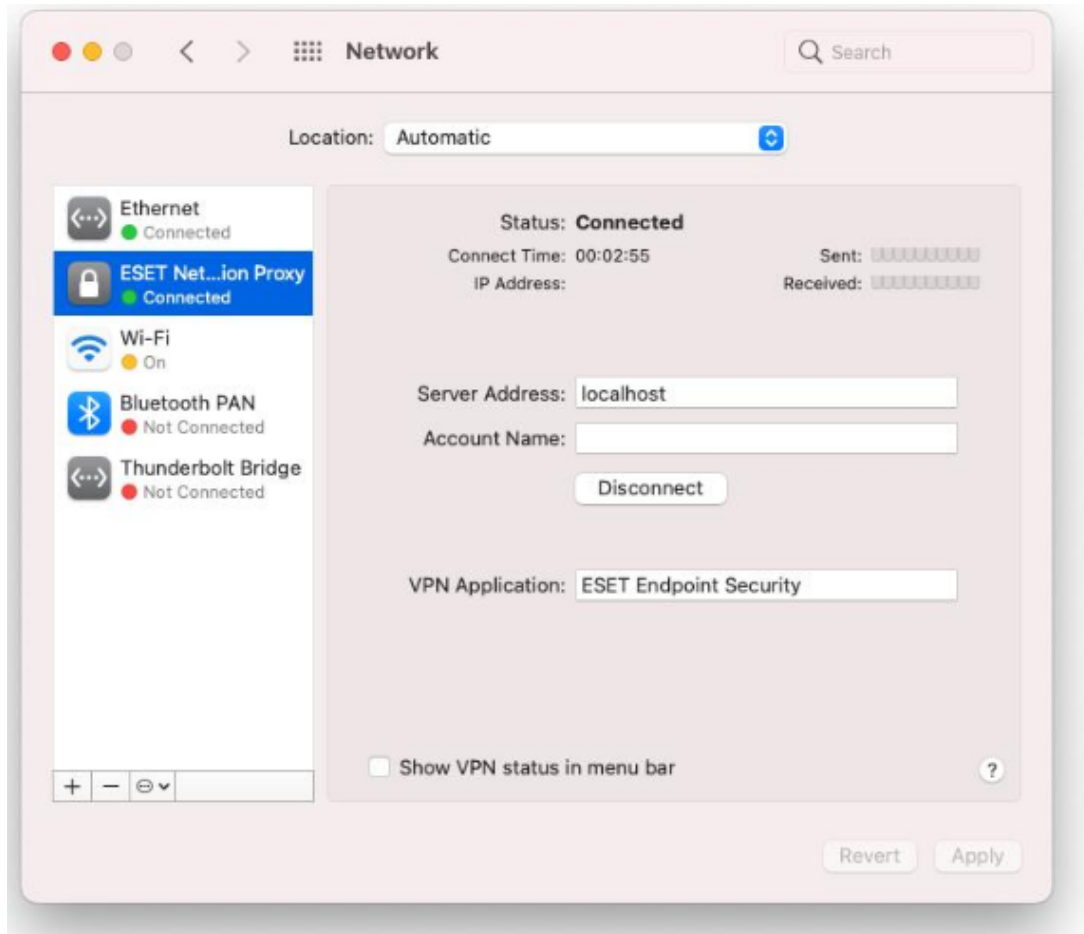 Network
Search
Location: Automatic
Ethernet
Connected
ESET Net...ion Proxy
Connected
Wi-Fi
On
Bluetooth PAN
Not Connected
Thunderbolt Bridge
Not Connected
Status: Connected
Connect Time: 00:02:55 Sent:
IP Address: Received:
Server Address: localhost
Account Name:
Disconnect
VPN Application: ESET Endpoint Security
Show VPN status in menu bar
?
Revert Apply